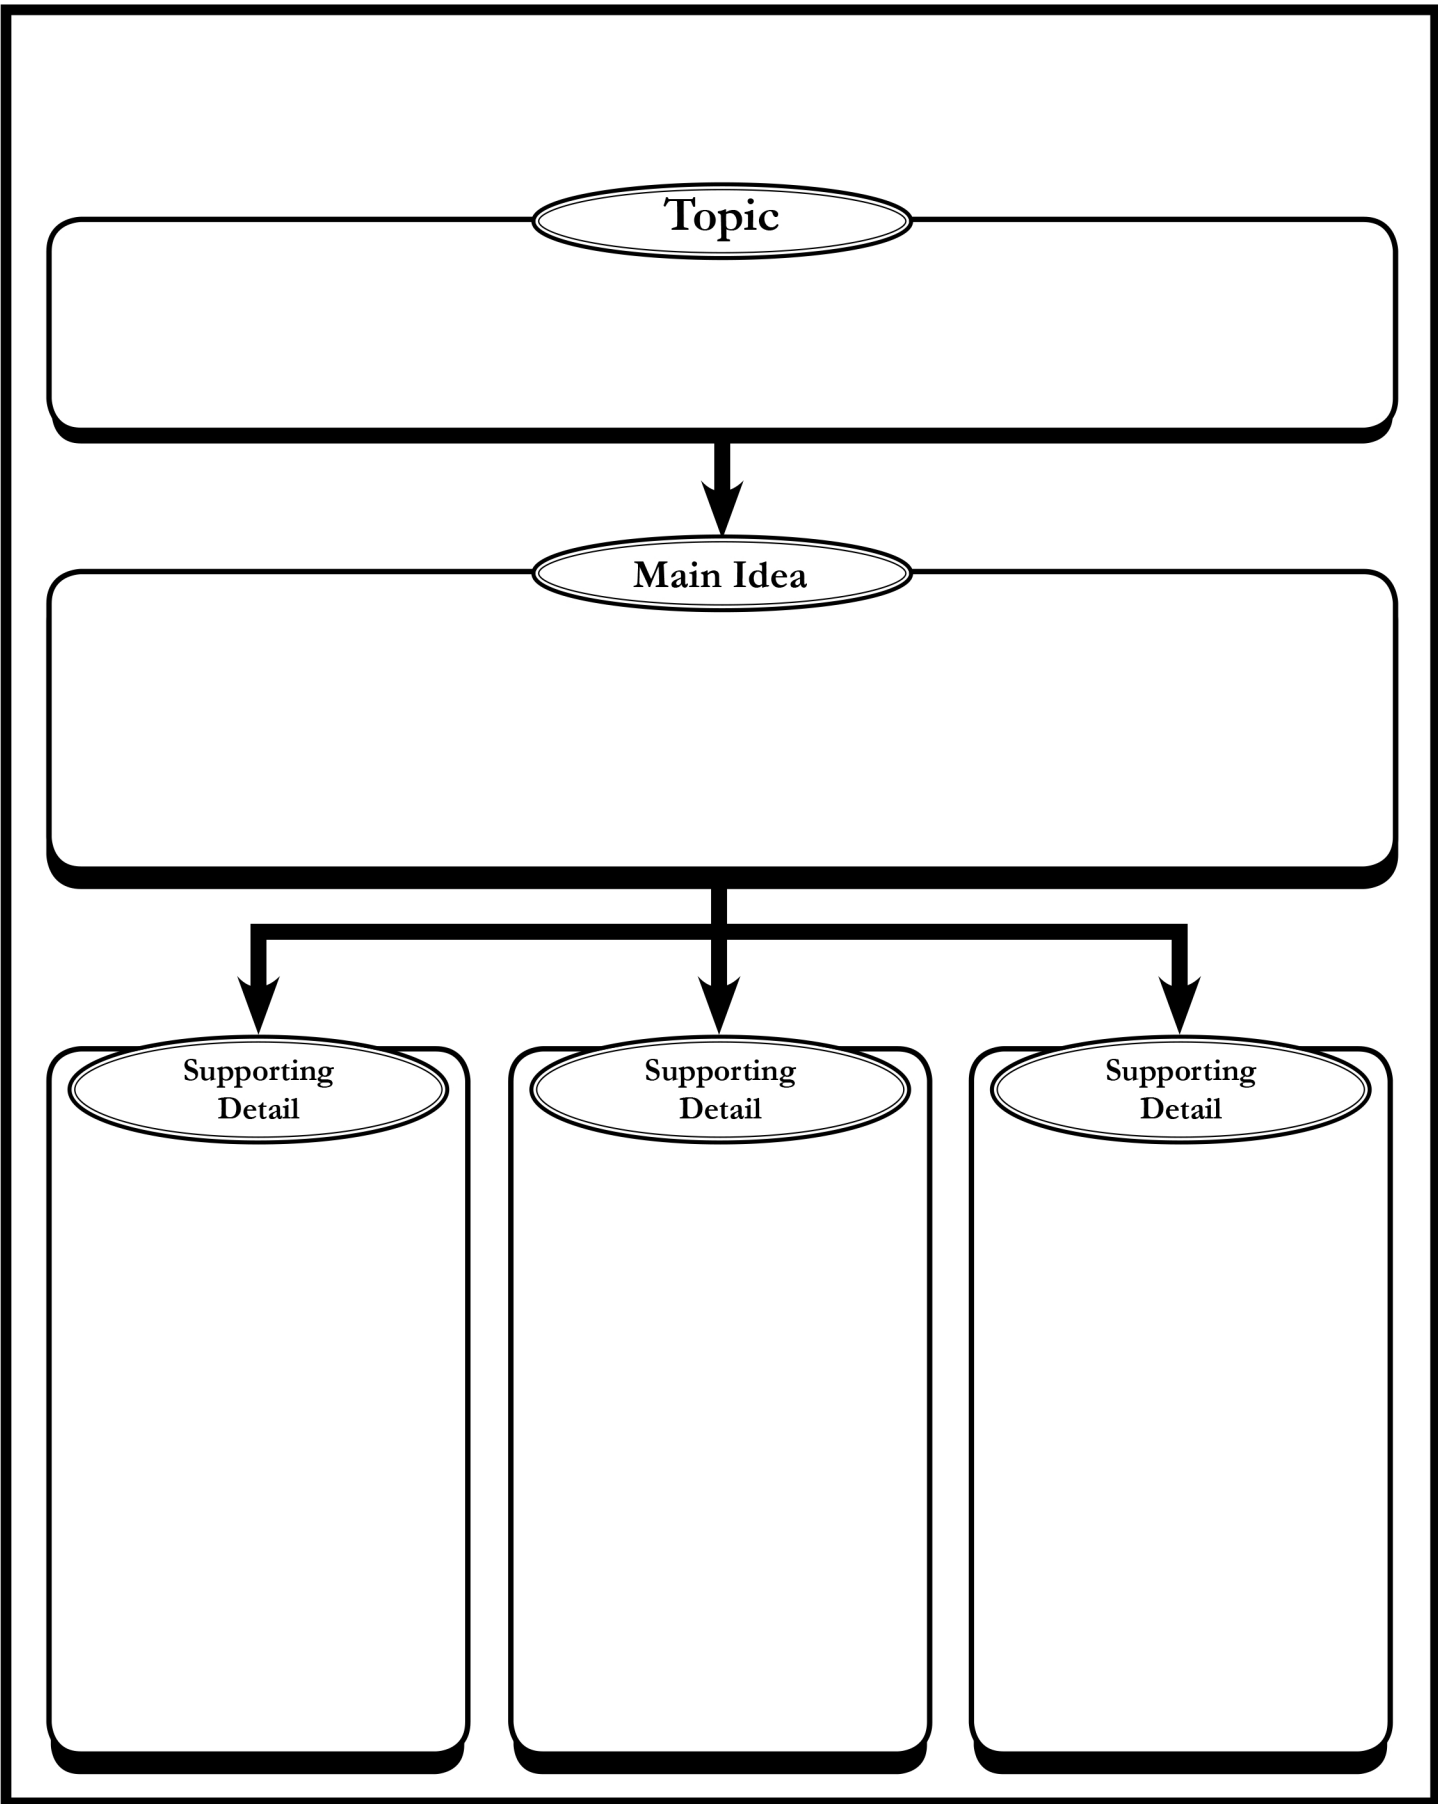 Topic
Main Idea
Supporting
Detail
Supporting
Detail
Supporting
Detail